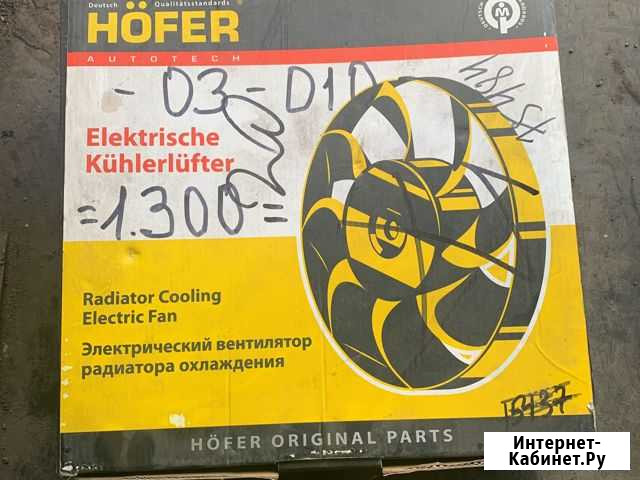 Deutsch Qualitätsstandards
HÖFER
AUTOTECH
- 03 - 010 -
Elektrische
Kühlerlüfter
= 1.300 =
Radiator Cooling
Electric Fan
Электрический вентилятор
радиатора охлаждения
HÖFER ORIGINAL PARTS
Интернет-
Кабинет.Ру